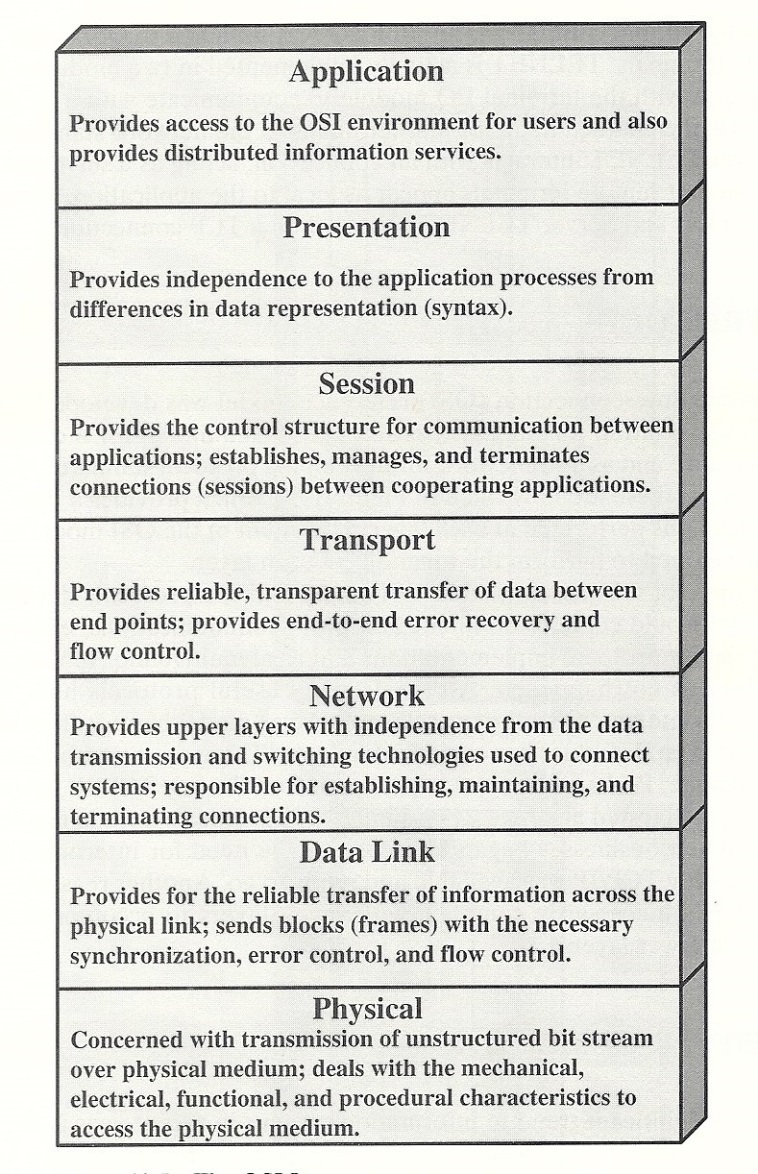 Application
Provides access to the OSI environment for users and also
provides distributed information services.
Presentation
Provides independence to the application processes from
differences in data representation (syntax).
Session
Provides the control structure for communication between
applications; establishes, manages, and terminates
connections (sessions) between cooperating applications.
Transport
Provides reliable, transparent transfer of data between
end points; provides end-to-end error recovery and
flow control.
Network
Provides upper layers with independence from the data
transmission and switching technologies used to connect
systems; responsible for establishing, maintaining, and
terminating connections.
Data Link
Provides for the reliable transfer of information across the
physical link; sends blocks (frames) with the necessary
synchronization, error control, and flow control.
Physical
Concerned with transmission of unstructured bit stream
over physical medium; deals with the mechanical,
electrical, functional, and procedural characteristics to
access the physical medium.